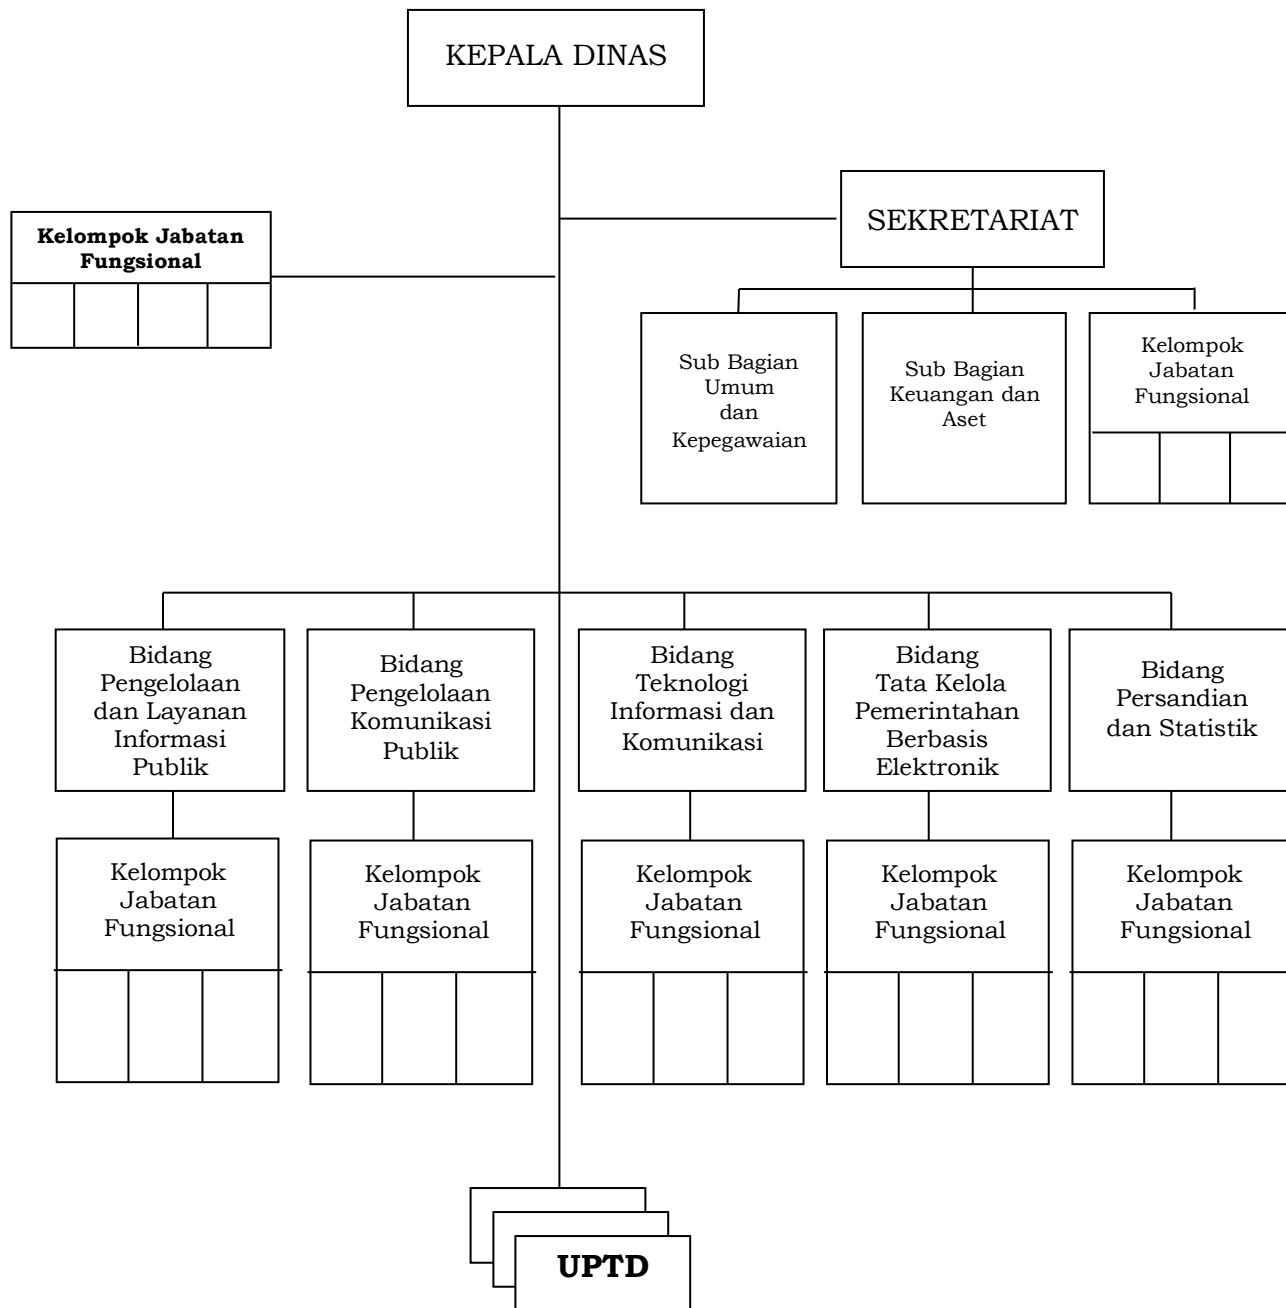 KEPALA DINAS
SEKRETARIAT
Kelompok Jabatan
Fungsional
Sub Bagian
Umum
dan
Kepegawaian
Sub Bagian
Keuangan dan
Aset
Kelompok
Jabatan
Fungsional
Bidang
Pengelolaan
dan Layanan
Informasi
Publik
Bidang
Pengelolaan
Komunikasi
Publik
Bidang
Teknologi
Informasi dan
Komunikasi
Bidang
Tata Kelola
Pemerintahan
Berbasis
Elektronik
Bidang
Persandian
dan Statistik
Kelompok
Jabatan
Fungsional
Kelompok
Jabatan
Fungsional
Kelompok
Jabatan
Fungsional
Kelompok
Jabatan
Fungsional
Kelompok
Jabatan
Fungsional
UPTD